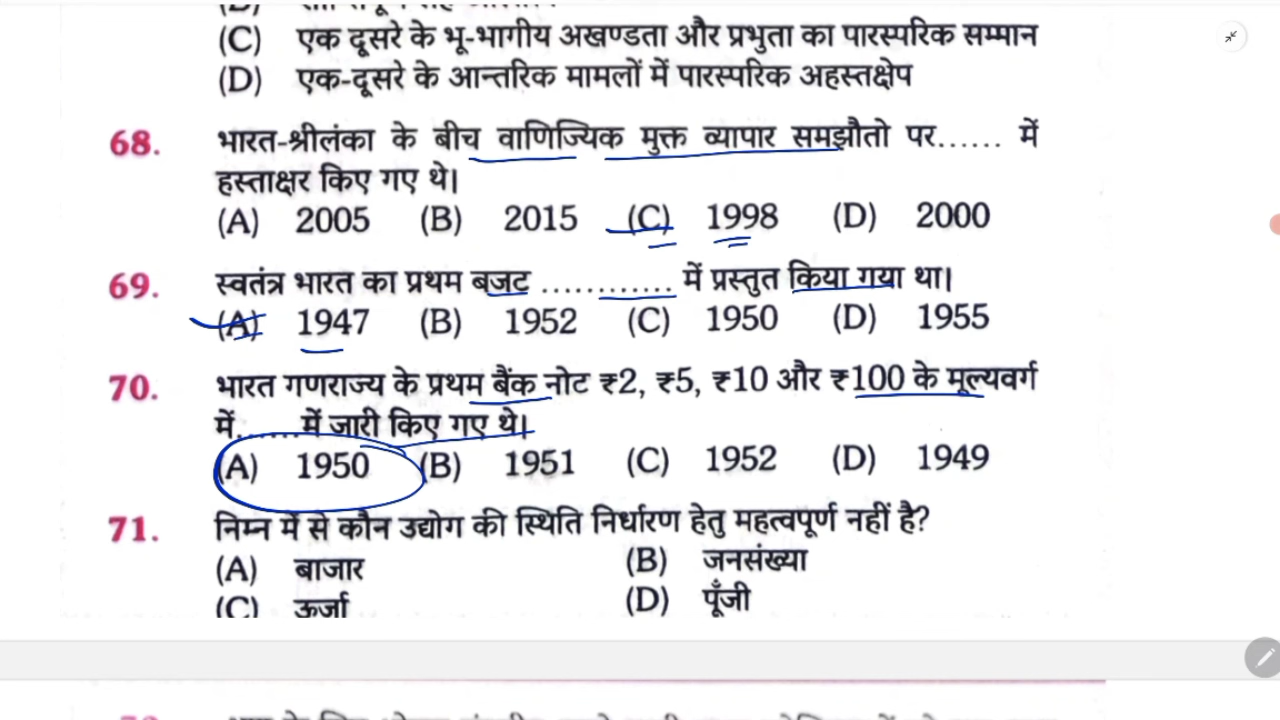 (C) एक दूसरे के भू-भागीय अखण्डता और प्रभुता का पारस्परिक सम्मान
(D) एक-दूसरे के आन्तरिक मामलों में पारस्परिक अहस्तक्षेप
68. भारत-श्रीलंका के बीच वाणिज्यिक मुक्त व्यापार समझौतो पर...... में
हस्ताक्षर किए गए थे।
(A) 2005 (B) 2015 (C) 1998 (D) 2000
69. स्वतंत्र भारत का प्रथम बजट ............ में प्रस्तुत किया गया था।
(A) 1947 (B) 1952 (C) 1950 (D) 1955
70. भारत गणराज्य के प्रथम बैंक नोट ₹2, ₹5, ₹10 और ₹100 के मूल्यवर्ग
में...... में जारी किए गए थे।
(A) 1950 (B) 1951 (C) 1952 (D) 1949
71. निम्न में से कौन उद्योग की स्थिति निर्धारण हेतु महत्वपूर्ण नहीं है?
(A) बाजार (B) जनसंख्या
(C) ऊर्जा (D) पूँजी